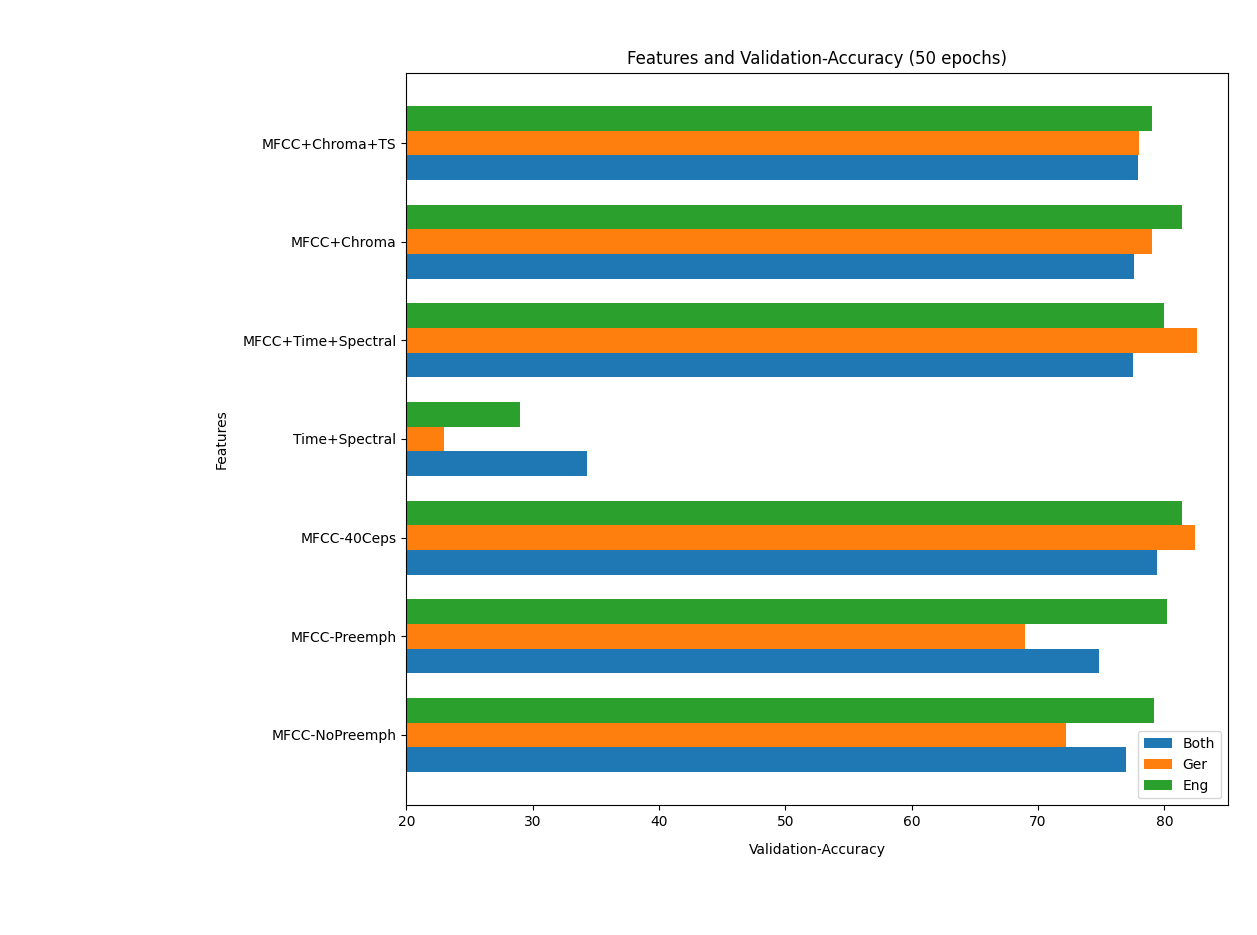 Features and Validation-Accuracy (50 epochs)
MFCC+Chroma+TS
MFCC+Chroma
MFCC+Time+Spectral
Time+Spectral
MFCC-40Ceps
MFCC-Preemph
MFCC-NoPreemph
Features
Both
Ger
Eng
20 30 40 50 60 70 80
Validation-Accuracy